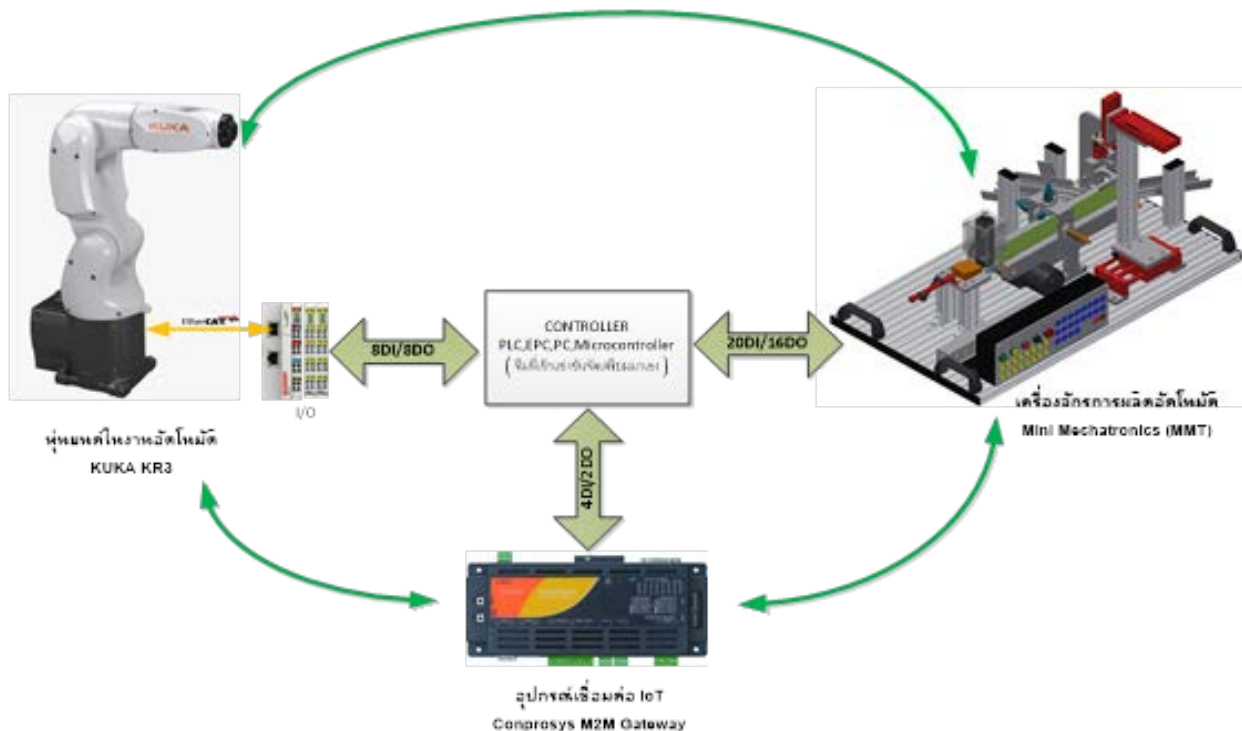 KUKA
EtherCAT
I/O
8DI/8DO
CONTROLLER
PLC,EPC,PC,Microcontroller
20DI/16DO
4DI/2DO
หุ่นยนต์ในงานอัตโนมัติ
KUKA KR3
เครื่องจักรการผลิตอัตโนมัติ
Mini Mechatronics (MMT)
อุปกรณ์เชื่อมต่อ IoT
Conprosys M2M Gateway